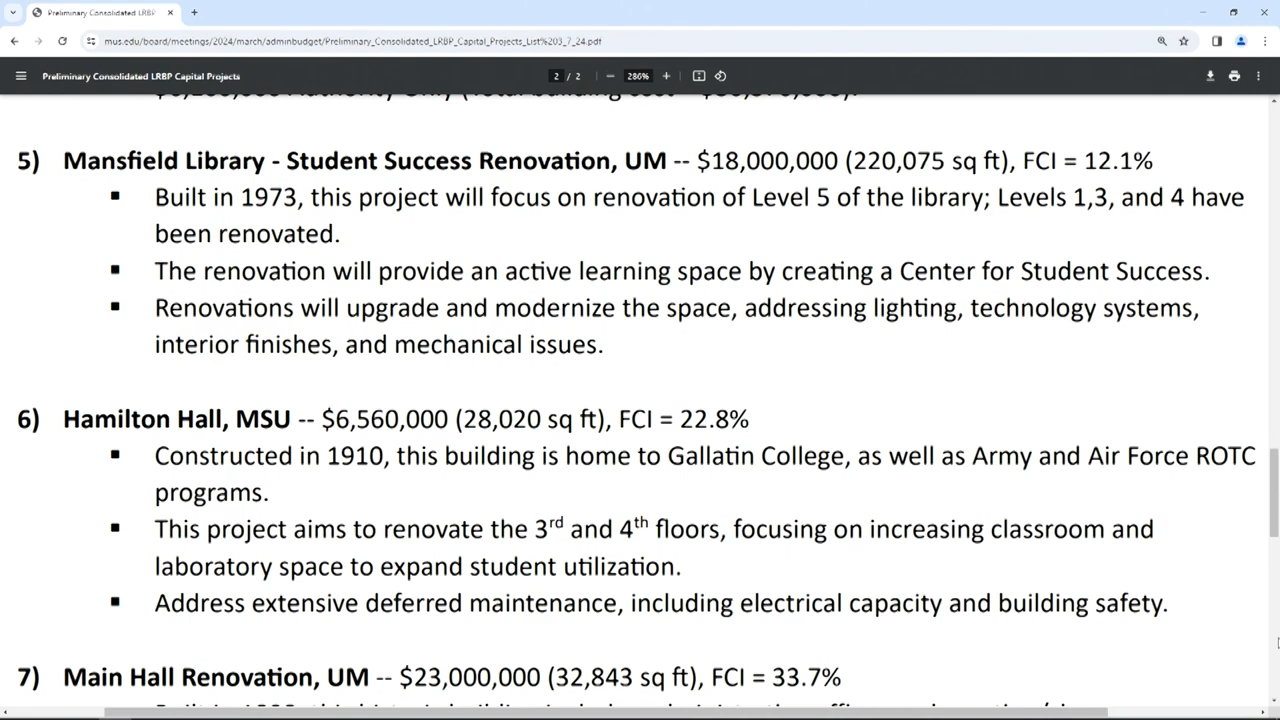 Preliminary Consolidated LRBP
mus.edu/board/meetings/2024/march/adminbudget/Preliminary_Consolidated_LRBP_Capital_Projects_List%203_7_24.pdf
Preliminary Consolidated LRBP Capital Projects
2 / 2
286%
5) Mansfield Library - Student Success Renovation, UM -- $18,000,000 (220,075 sq ft), FCI = 12.1%
▪ Built in 1973, this project will focus on renovation of Level 5 of the library; Levels 1,3, and 4 have
been renovated.
▪ The renovation will provide an active learning space by creating a Center for Student Success.
▪ Renovations will upgrade and modernize the space, addressing lighting, technology systems,
interior finishes, and mechanical issues.
6) Hamilton Hall, MSU -- $6,560,000 (28,020 sq ft), FCI = 22.8%
▪ Constructed in 1910, this building is home to Gallatin College, as well as Army and Air Force ROTC
programs.
▪ This project aims to renovate the 3rd and 4th floors, focusing on increasing classroom and
laboratory space to expand student utilization.
▪ Address extensive deferred maintenance, including electrical capacity and building safety.
7) Main Hall Renovation, UM -- $23,000,000 (32,843 sq ft), FCI = 33.7%